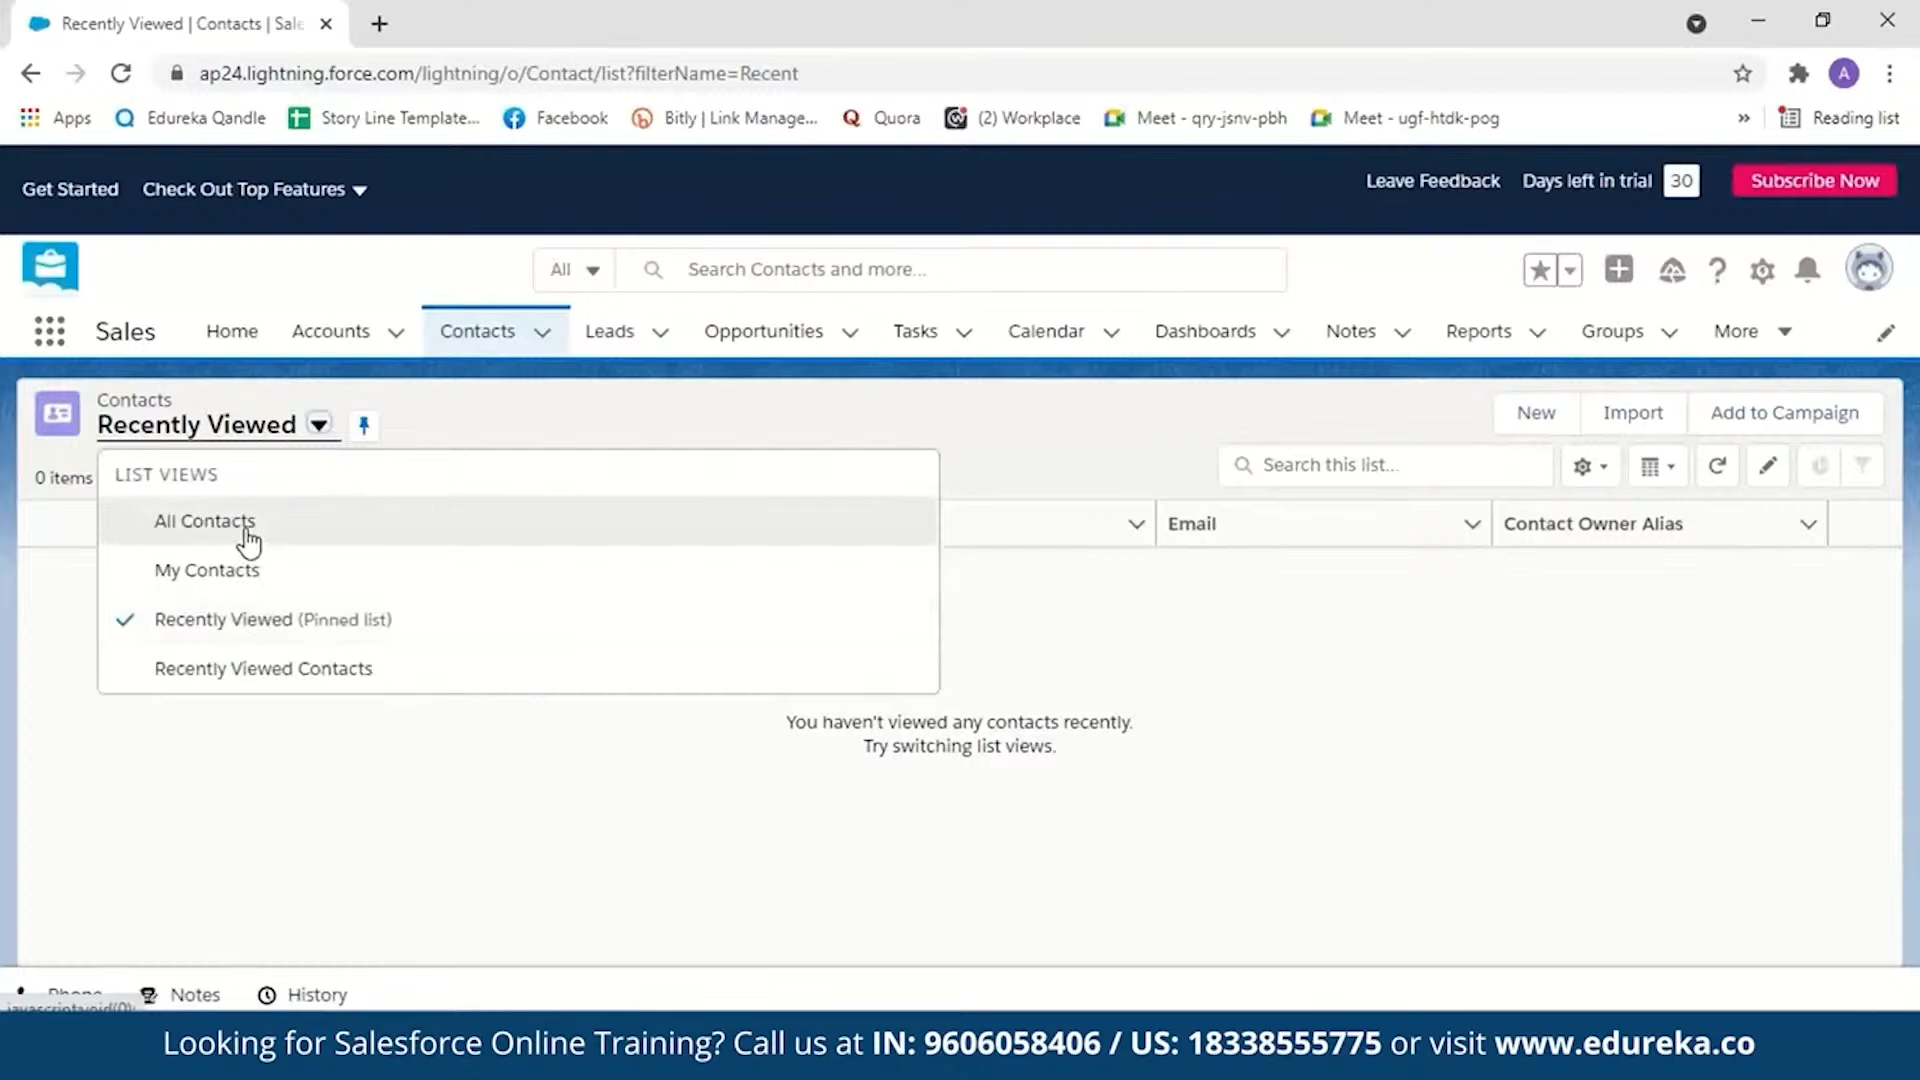 Recently Viewed | Contacts | Sale
ap24.lightning.force.com/lightning/o/Contact/list?filterName=Recent
A
Apps
Edureka Qandle
Story Line Template...
Facebook
Bitly | Link Manage...
Quora
(2) Workplace
Meet - qry-jsnv-pbh
Meet - ugf-htdk-pog
»
Reading list
Get Started
Check Out Top Features
Leave Feedback
Days left in trial 30
Subscribe Now
All
Search Contacts and more...
Sales
Home
Accounts
Contacts
Leads
Opportunities
Tasks
Calendar
Dashboards
Notes
Reports
Groups
More
Contacts
Recently Viewed
New
Import
Add to Campaign
0 items
Search this list...
LIST VIEWS
All Contacts
My Contacts
Recently Viewed (Pinned list)
Recently Viewed Contacts
Email
Contact Owner Alias
You haven't viewed any contacts recently.
Try switching list views.
Phone
Notes
History
javascript:void(0);
Looking for Salesforce Online Training? Call us at IN: 9606058406 / US: 18338555775 or visit www.edureka.co